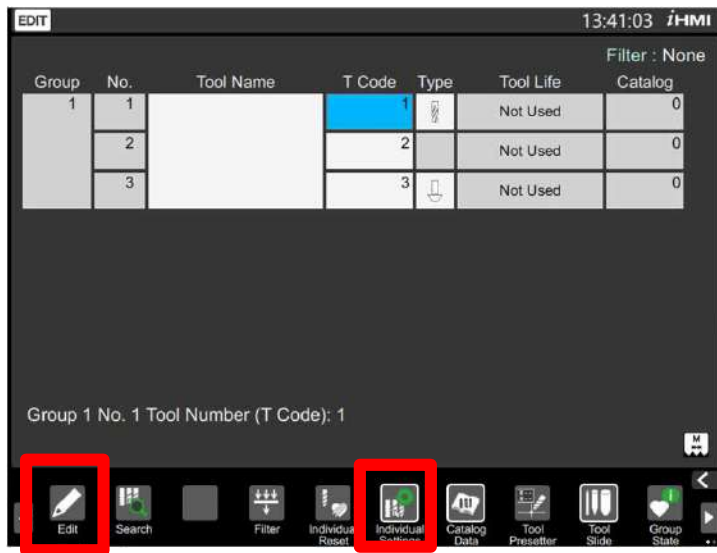 EDIT 13:41:03 iHMI
Filter : None
Group No. Tool Name T Code Type Tool Life Catalog
1 1 1 Not Used 0
2 2 Not Used 0
3 3 Not Used 0
Group 1 No. 1 Tool Number (T Code): 1
M
Edit Search Filter Individual Reset Individual Settings Catalog Data Tool Presetter Tool Slide Group State